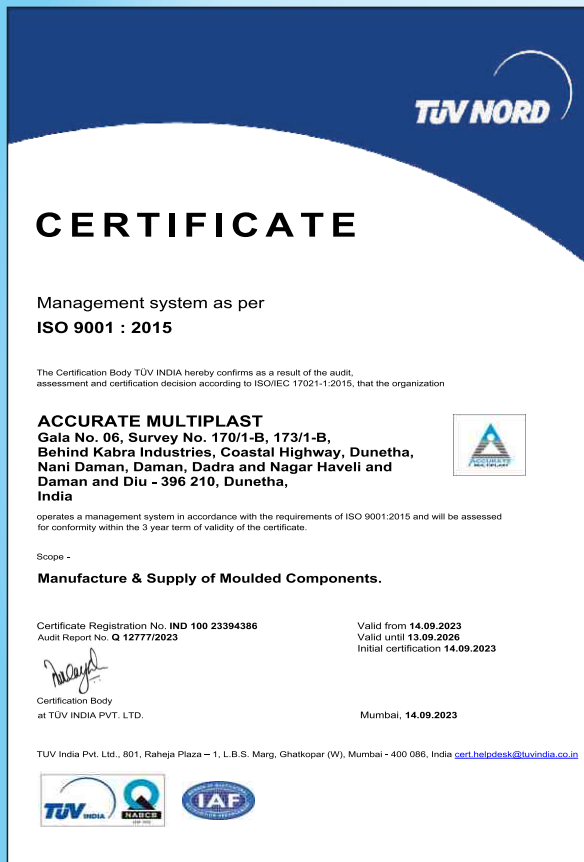 TÜV NORD
CERTIFICATE
Management system as per
ISO 9001 : 2015
The Certification Body TÜV INDIA hereby confirms as a result of the audit,
assessment and certification decision according to ISO/IEC 17021-1:2015, that the organization
ACCURATE MULTIPLAST
Gala No. 06, Survey No. 170/1-B, 173/1-B,
Behind Kabra Industries, Coastal Highway, Dunetha,
Nani Daman, Daman, Dadra and Nagar Haveli and
Daman and Diu - 396 210, Dunetha,
India
ACCURATE
MULTIPLAST
operates a management system in accordance with the requirements of ISO 9001:2015 and will be assessed
for conformity within the 3 year term of validity of the certificate.
Scope -
Manufacture & Supply of Moulded Components.
Certificate Registration No. IND 100 23394386
Audit Report No. Q 12777/2023
Valid from 14.09.2023
Valid until 13.09.2026
Initial certification 14.09.2023
Certification Body
at TÜV INDIA PVT. LTD.
Mumbai, 14.09.2023
TUV India Pvt. Ltd., 801, Raheja Plaza – 1, L.B.S. Marg, Ghatkopar (W), Mumbai - 400 086, India cert.helpdesk@tuvindia.co.in
TÜV INDIA
NABCB
IAF